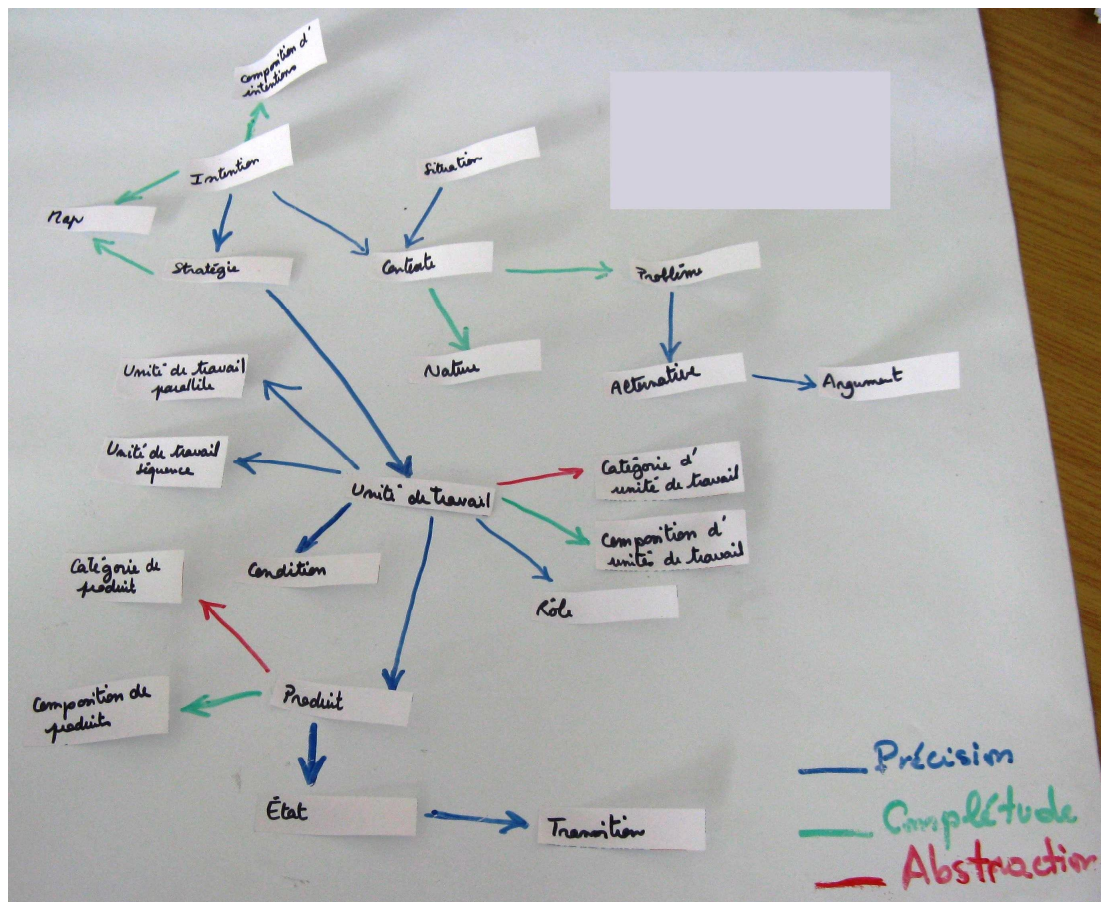 Composition d'
intentions
Intention
Situation
Map
Stratégie
Contexte
Problème
Nature
Alternative
Argument
Unité de travail
parallèle
Unité de travail
séquence
Unité de travail
Catégorie d'
unité de travail
Composition d'
unités de travail
Condition
Rôle
Catégorie de
produit
Produit
Composition de
produits
État
Transition
Précision
Complétude
Abstraction